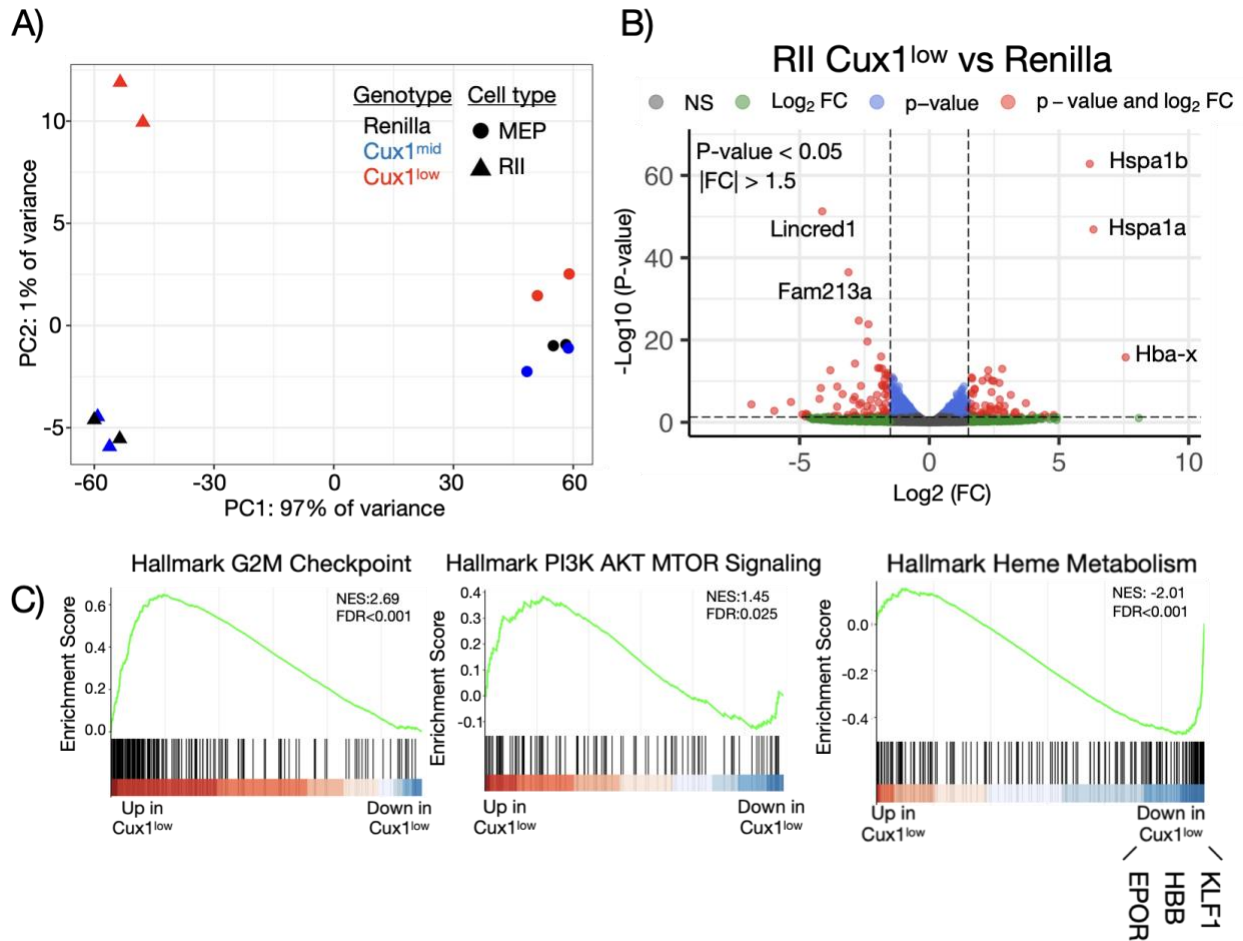 A)
Genotype Cell type
Renilla MEP
Cux1mid RII
Cux1low
10
5
0
-5
-60 -30 0 30 60
PC2: 1% of variance
PC1: 97% of variance
B)
RII Cux1low vs Renilla
NS Log2 FC p–value p – value and log2 FC
P-value < 0.05
|FC| > 1.5
Hspa1b
Hspa1a
Lincred1
Fam213a
Hba-x
60
40
20
0
-5 0 5 10
-Log10 (P-value)
Log2 (FC)
C)
Hallmark G2M Checkpoint
NES:2.69
FDR<0.001
0.6
0.4
0.2
0.0
Enrichment Score
Up in Down in
Cux1low Cux1low
Hallmark PI3K AKT MTOR Signaling
NES:1.45
FDR:0.025
0.4
0.3
0.2
0.1
0.0
-0.1
Enrichment Score
Up in Down in
Cux1low Cux1low
Hallmark Heme Metabolism
NES: -2.01
FDR<0.001
0.0
-0.2
-0.4
Enrichment Score
Up in Down in
Cux1low Cux1low
EPOR
HBB
KLF1